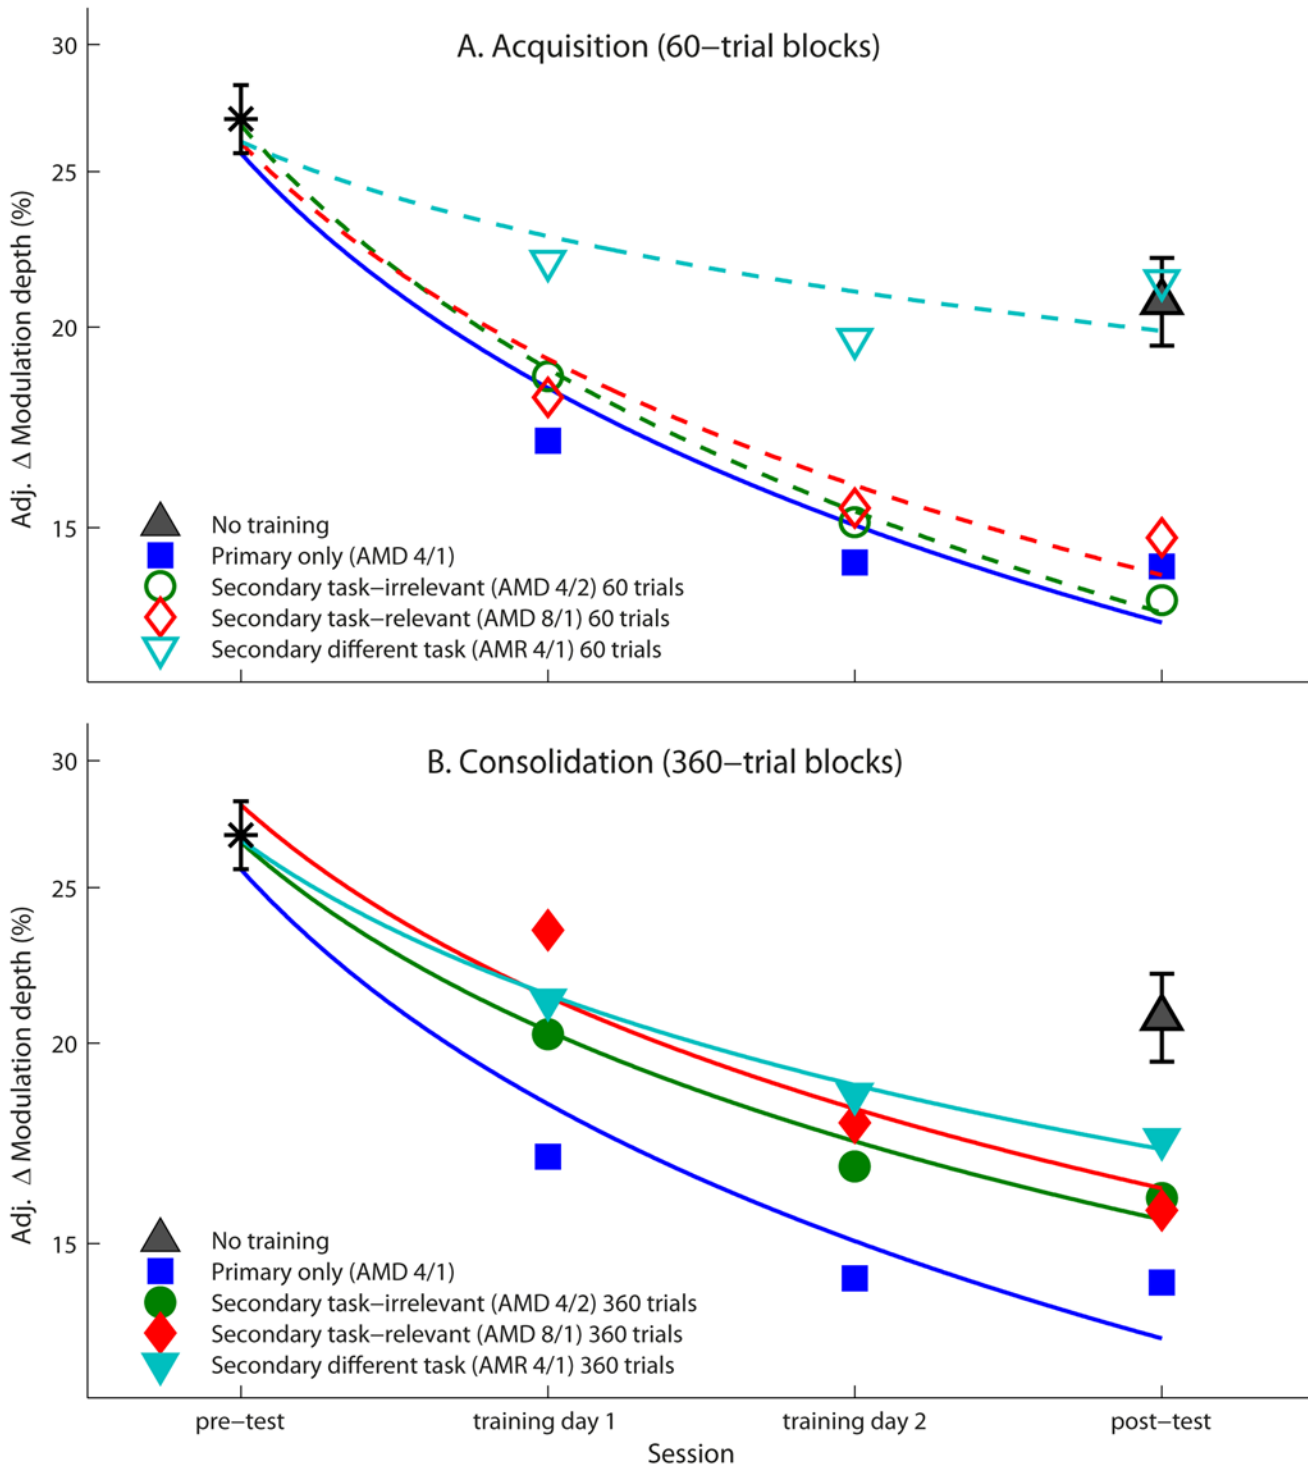 A. Acquisition (60−trial blocks)
30
25
20
15
Adj. Δ Modulation depth (%)
No training
Primary only (AMD 4/1)
Secondary task−irrelevant (AMD 4/2) 60 trials
Secondary task−relevant (AMD 8/1) 60 trials
Secondary different task (AMR 4/1) 60 trials
B. Consolidation (360−trial blocks)
30
25
20
15
Adj. Δ Modulation depth (%)
No training
Primary only (AMD 4/1)
Secondary task−irrelevant (AMD 4/2) 360 trials
Secondary task−relevant (AMD 8/1) 360 trials
Secondary different task (AMR 4/1) 360 trials
pre−test training day 1 training day 2 post−test
Session